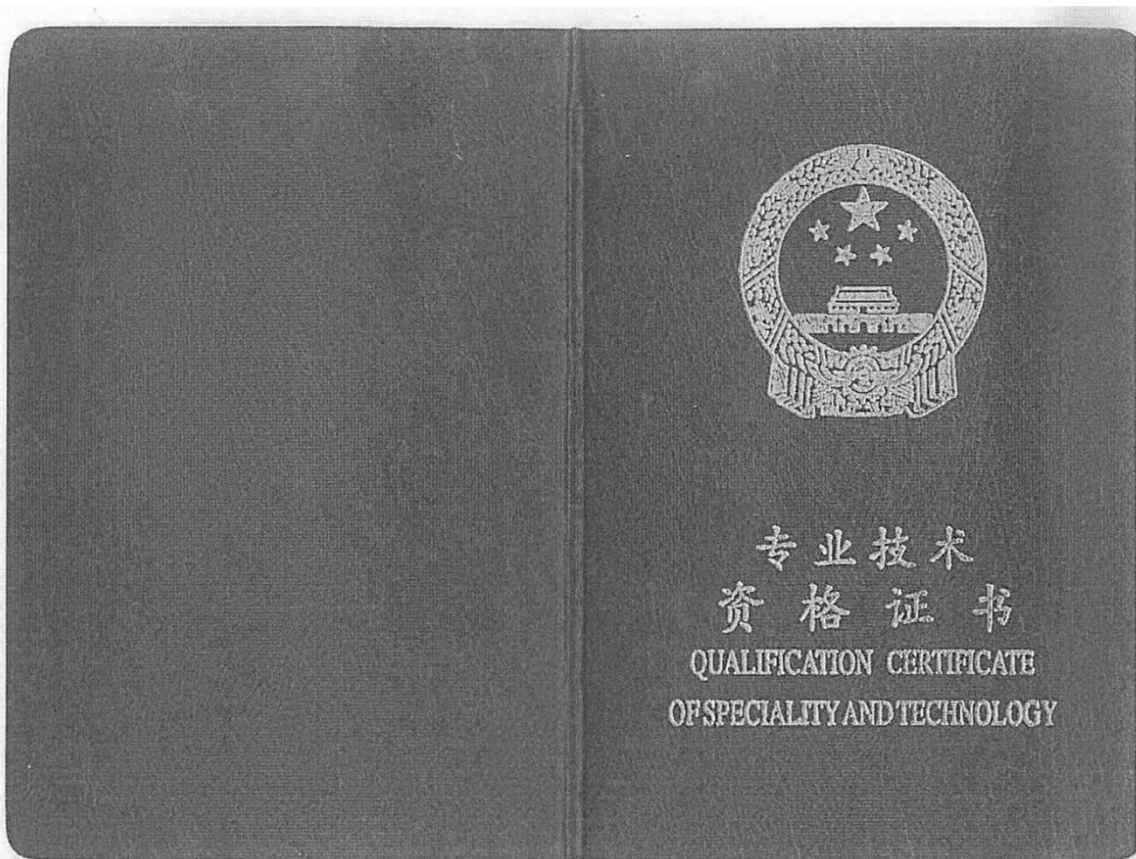 专业技术
资格证书
QUALIFICATION CERTIFICATE
OF SPECIALITY AND TECHNOLOGY